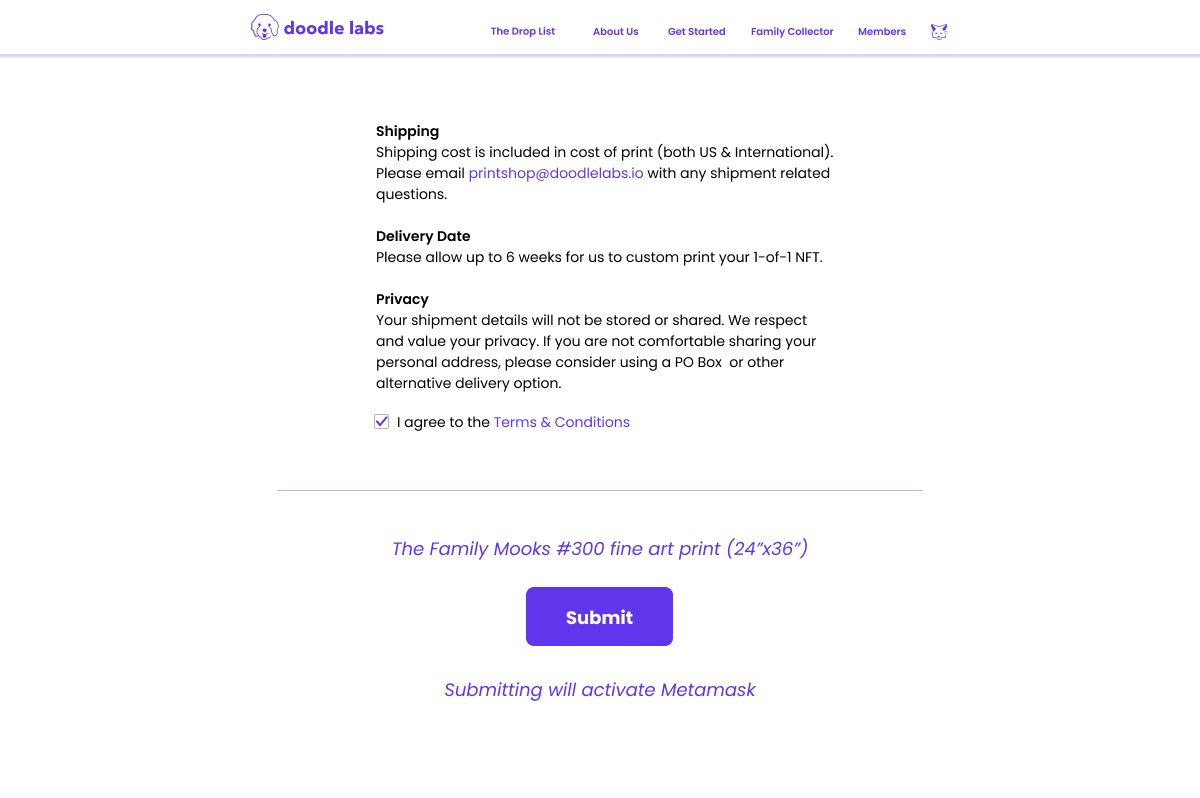 doodle labs
The Drop List About Us Get Started Family Collector Members
Shipping
Shipping cost is included in cost of print (both US & International).
Please email printshop@doodlelabs.io with any shipment related
questions.
Delivery Date
Please allow up to 6 weeks for us to custom print your 1-of-1 NFT.
Privacy
Your shipment details will not be stored or shared. We respect
and value your privacy. If you are not comfortable sharing your
personal address, please consider using a PO Box  or other
alternative delivery option.
I agree to the Terms & Conditions
The Family Mooks #300 fine art print (24”x36”)
Submit
Submitting will activate Metamask